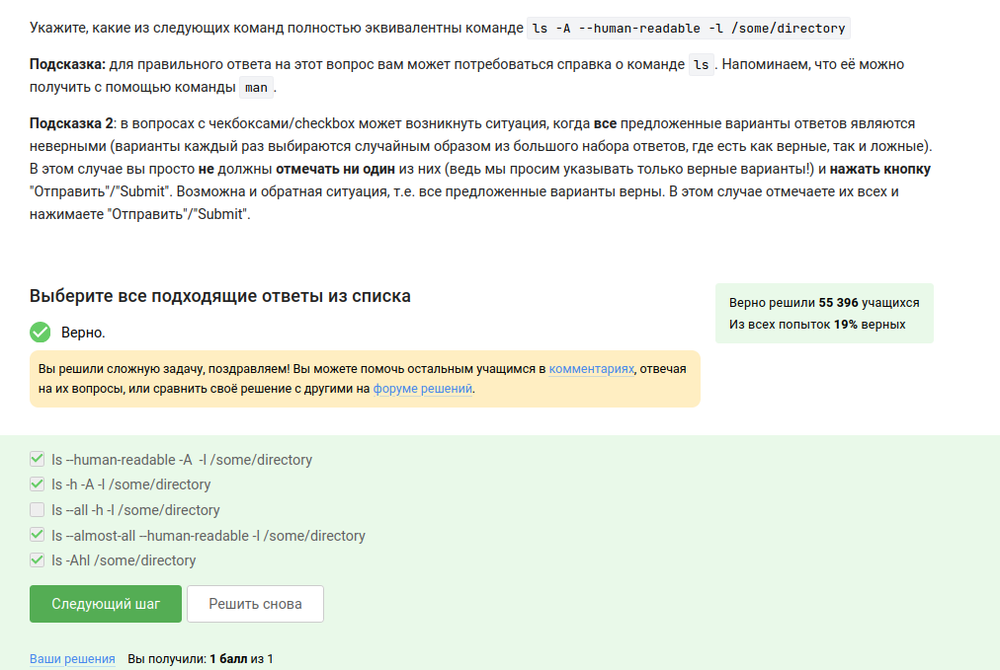 Укажите, какие из следующих команд полностью эквивалентны команде ls -A --human-readable -l /some/directory
Подсказка: для правильного ответа на этот вопрос вам может потребоваться справка о команде ls. Напоминаем, что её можно
получить с помощью команды man.
Подсказка 2: в вопросах с чекбоксами/checkbox может возникнуть ситуация, когда все предложенные варианты ответов являются
неверными (варианты каждый раз выбираются случайным образом из большого набора ответов, где есть как верные, так и ложные).
В этом случае вы просто не должны отмечать ни один из них (ведь мы просим указывать только верные варианты!) и нажать кнопку
"Отправить"/"Submit". Возможна и обратная ситуация, т.е. все предложенные варианты верны. В этом случае отмечаете их всех и
нажимаете "Отправить"/"Submit".
Выберите все подходящие ответы из списка
Верно решили 55 396 учащихся
Из всех попыток 19% верных
Верно.
Вы решили сложную задачу, поздравляем! Вы можете помочь остальным учащимся в комментариях, отвечая
на их вопросы, или сравнить своё решение с другими на форуме решений.
ls --human-readable -A  -l /some/directory
ls -h -A -l /some/directory
ls --all -h -l /some/directory
ls --almost-all --human-readable -l /some/directory
ls -Ahl /some/directory
Следующий шаг
Решить снова
Ваши решения Вы получили: 1 балл из 1